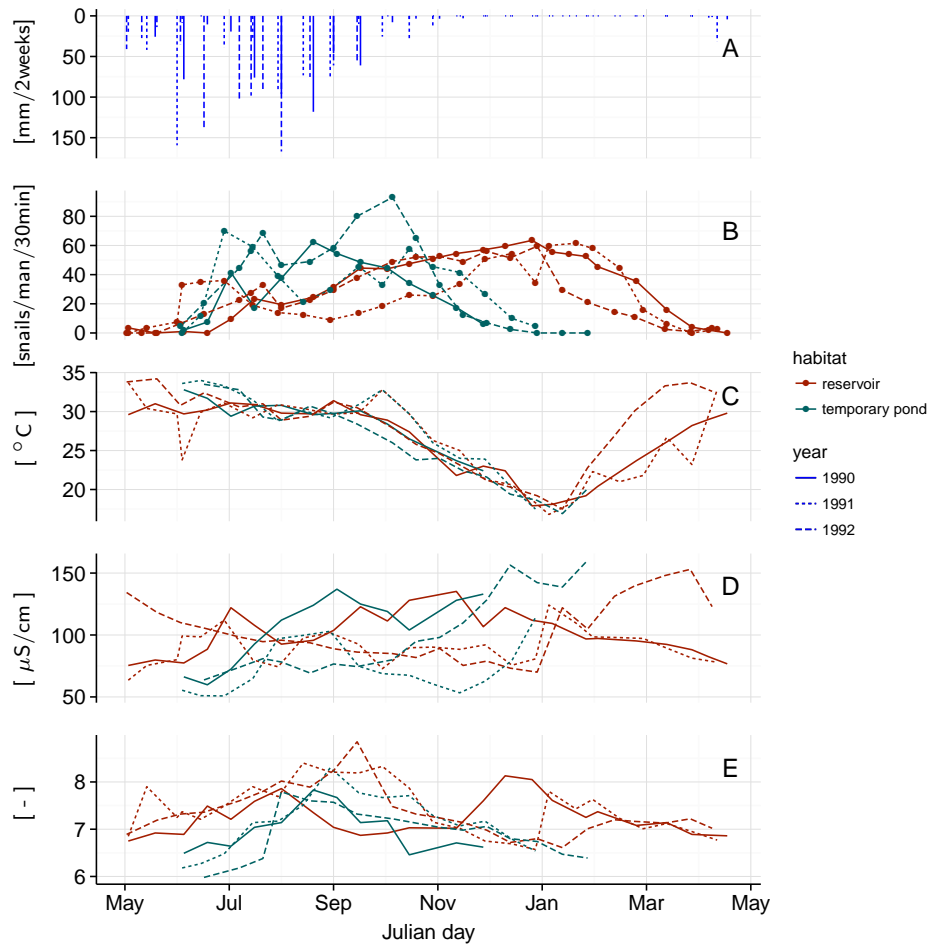 0
50
100
150
[mm/2weeks]
A
0
20
40
60
80
[snails/man/30min]
B
35
30
25
20
[ °C ]
C
150
100
50
[ μS/cm ]
D
8
7
6
[ - ]
E
May
Jul
Sep
Nov
Jan
Mar
May
Julian day
habitat
reservoir
temporary pond
year
1990
1991
1992